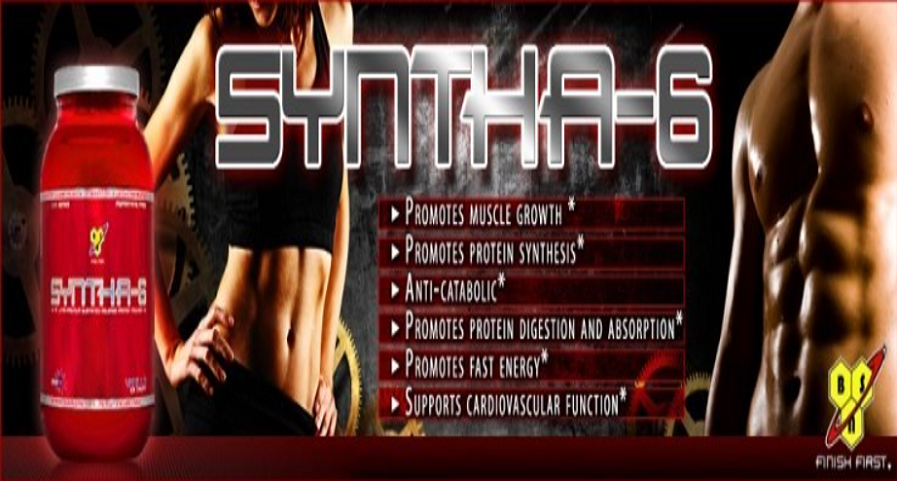 SYNTHA-6
▸ PROMOTES MUSCLE GROWTH *
▸ PROMOTES PROTEIN SYNTHESIS*
▸ ANTI-CATABOLIC*
▸ PROMOTES PROTEIN DIGESTION AND ABSORPTION*
▸ PROMOTES FAST ENERGY*
▸ SUPPORTS CARDIOVASCULAR FUNCTION*
SYNTHA-6
BSN
FINISH FIRST.